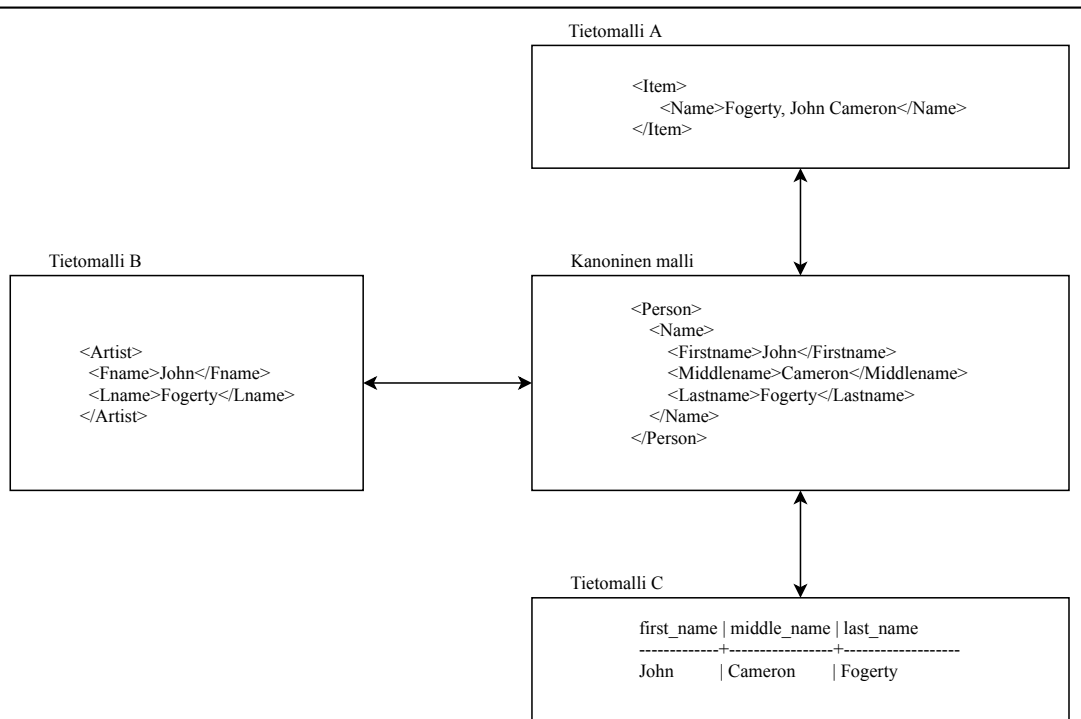 Tietomalli A
<Item>
<Name>Fogerty, John Cameron</Name>
</Item>
Tietomalli B
<Artist>
<Fname>John</Fname>
<Lname>Fogerty</Lname>
</Artist>
Kanoninen malli
<Person>
<Name>
<Firstname>John</Firstname>
<Middlename>Cameron</Middlename>
<Lastname>Fogerty</Lastname>
</Name>
</Person>
Tietomalli C
first_name | middle_name | last_name
-------------+-----------------+-------------------
John | Cameron | Fogerty